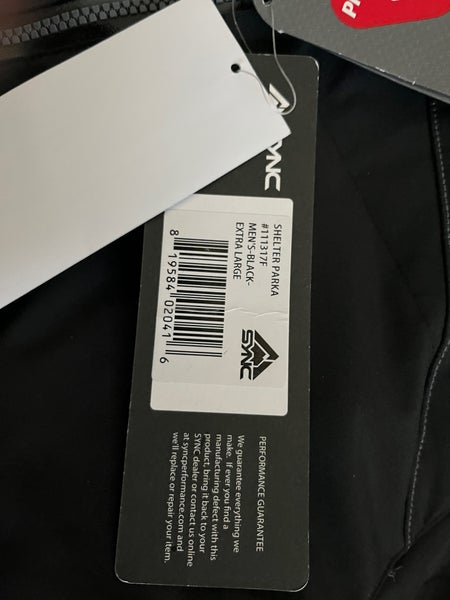 SYNC
SHELTER PARKA
#111317F
MEN'S-BLACK-
EXTRA LARGE
SYNC
8 19584 02041 6
PERFORMANCE GUARANTEE
We guarantee everything we
make. If ever you find a
manufacturing defect with this
product, bring it back to your
SYNC dealer or contact us online
at syncperformance.com and
we'll replace or repair your item.